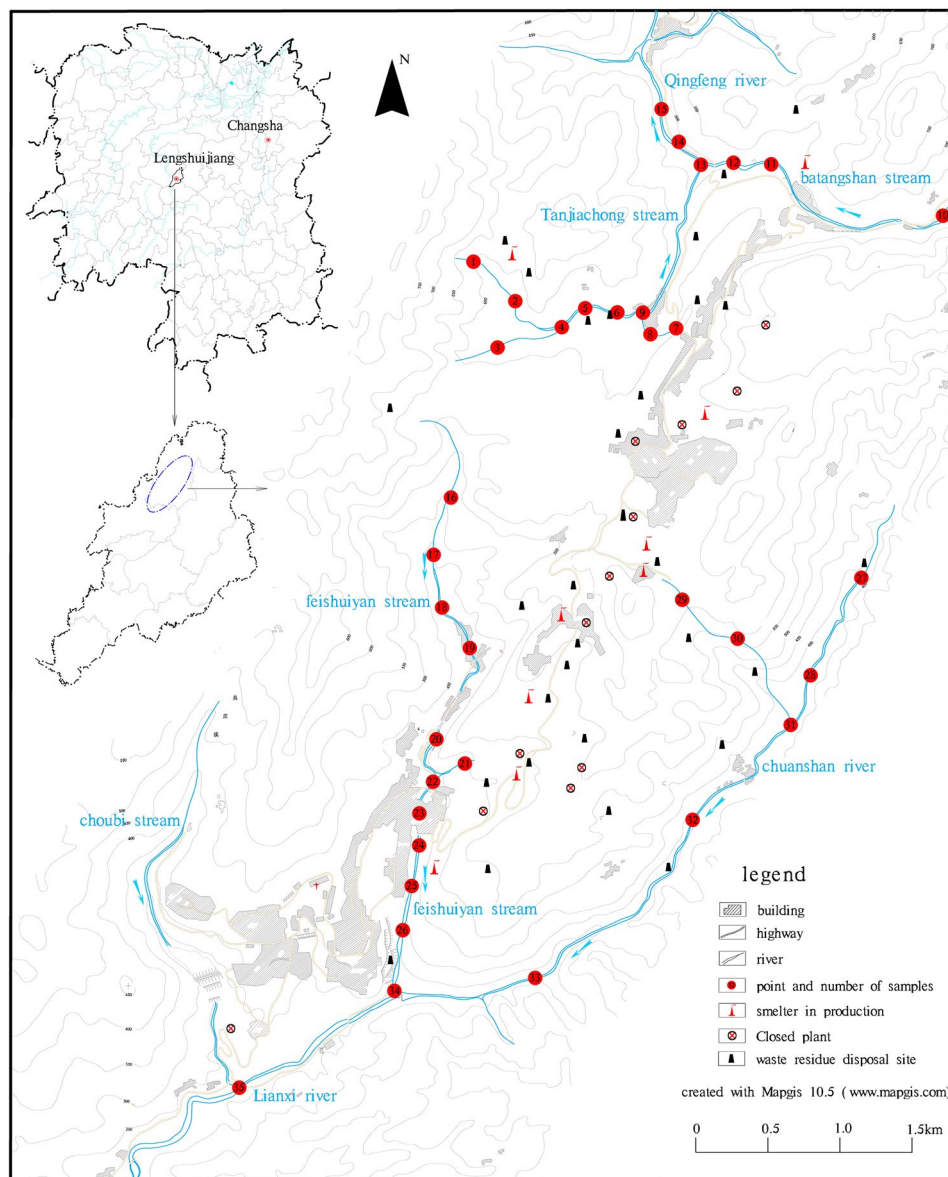 N
Qingfeng river
Changsha
Lengshuijiang
15
14
13
12
11
batangshan stream
10
Tanjiachong stream
1
2
3
4
5
6
9
8
7
16
17
feishuiyan stream
18
19
27
29
30
28
31
20
21
22
23
24
25
26
chuanshan river
choubi stream
32
feishuiyan stream
33
34
35
Lianxi river
legend
building
highway
river
point and number of samples
smelter in production
Closed plant
waste residue disposal site
created with Mapgis 10.5 ( www.mapgis.com)
0 0.5 1.0 1.5km